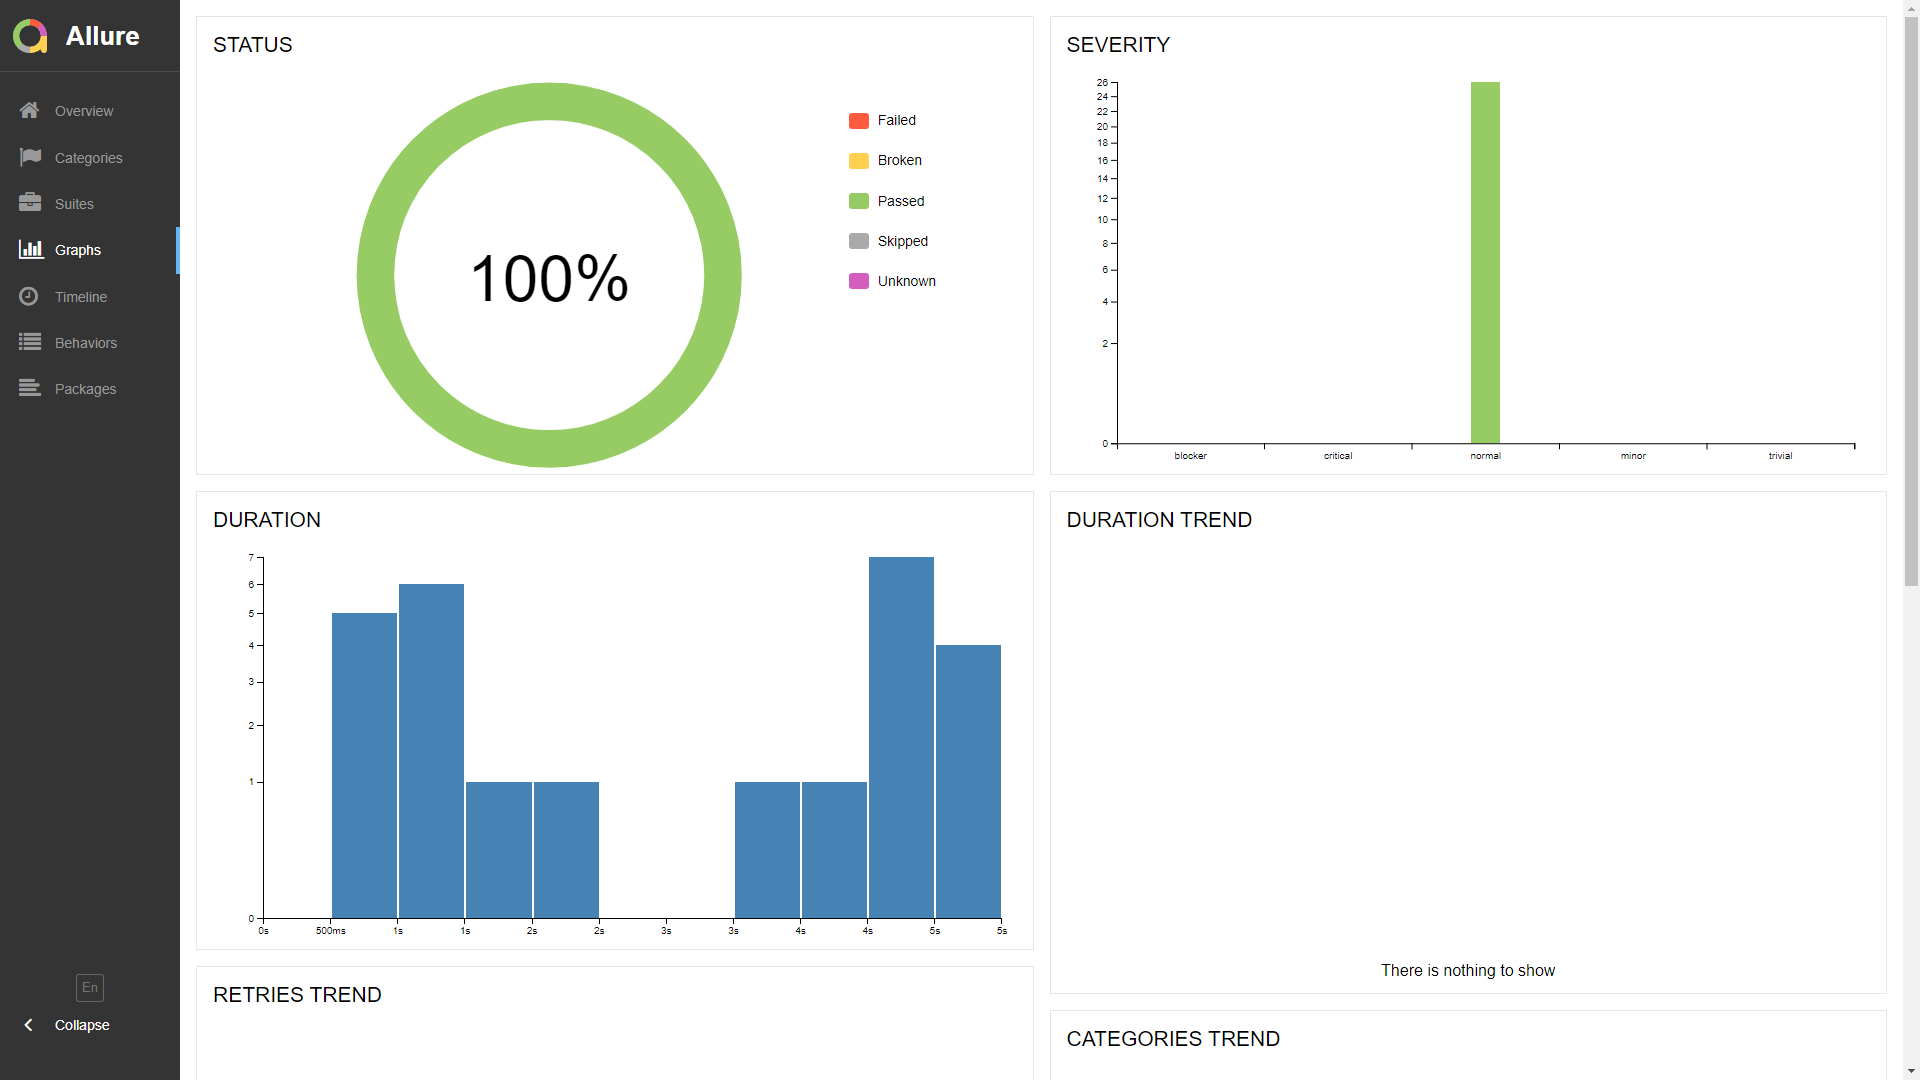 Allure
Overview
Categories
Suites
Graphs
Timeline
Behaviors
Packages
En
Collapse
STATUS
100%
Failed
Broken
Passed
Skipped
Unknown
SEVERITY
26
24
22
20
18
16
14
12
10
8
6
4
2
0
blocker critical normal minor trivial
DURATION
7
6
5
4
3
2
1
0
0s 500ms 1s 1s 2s 2s 3s 3s 4s 4s 5s 5s
DURATION TREND
There is nothing to show
RETRIES TREND
CATEGORIES TREND